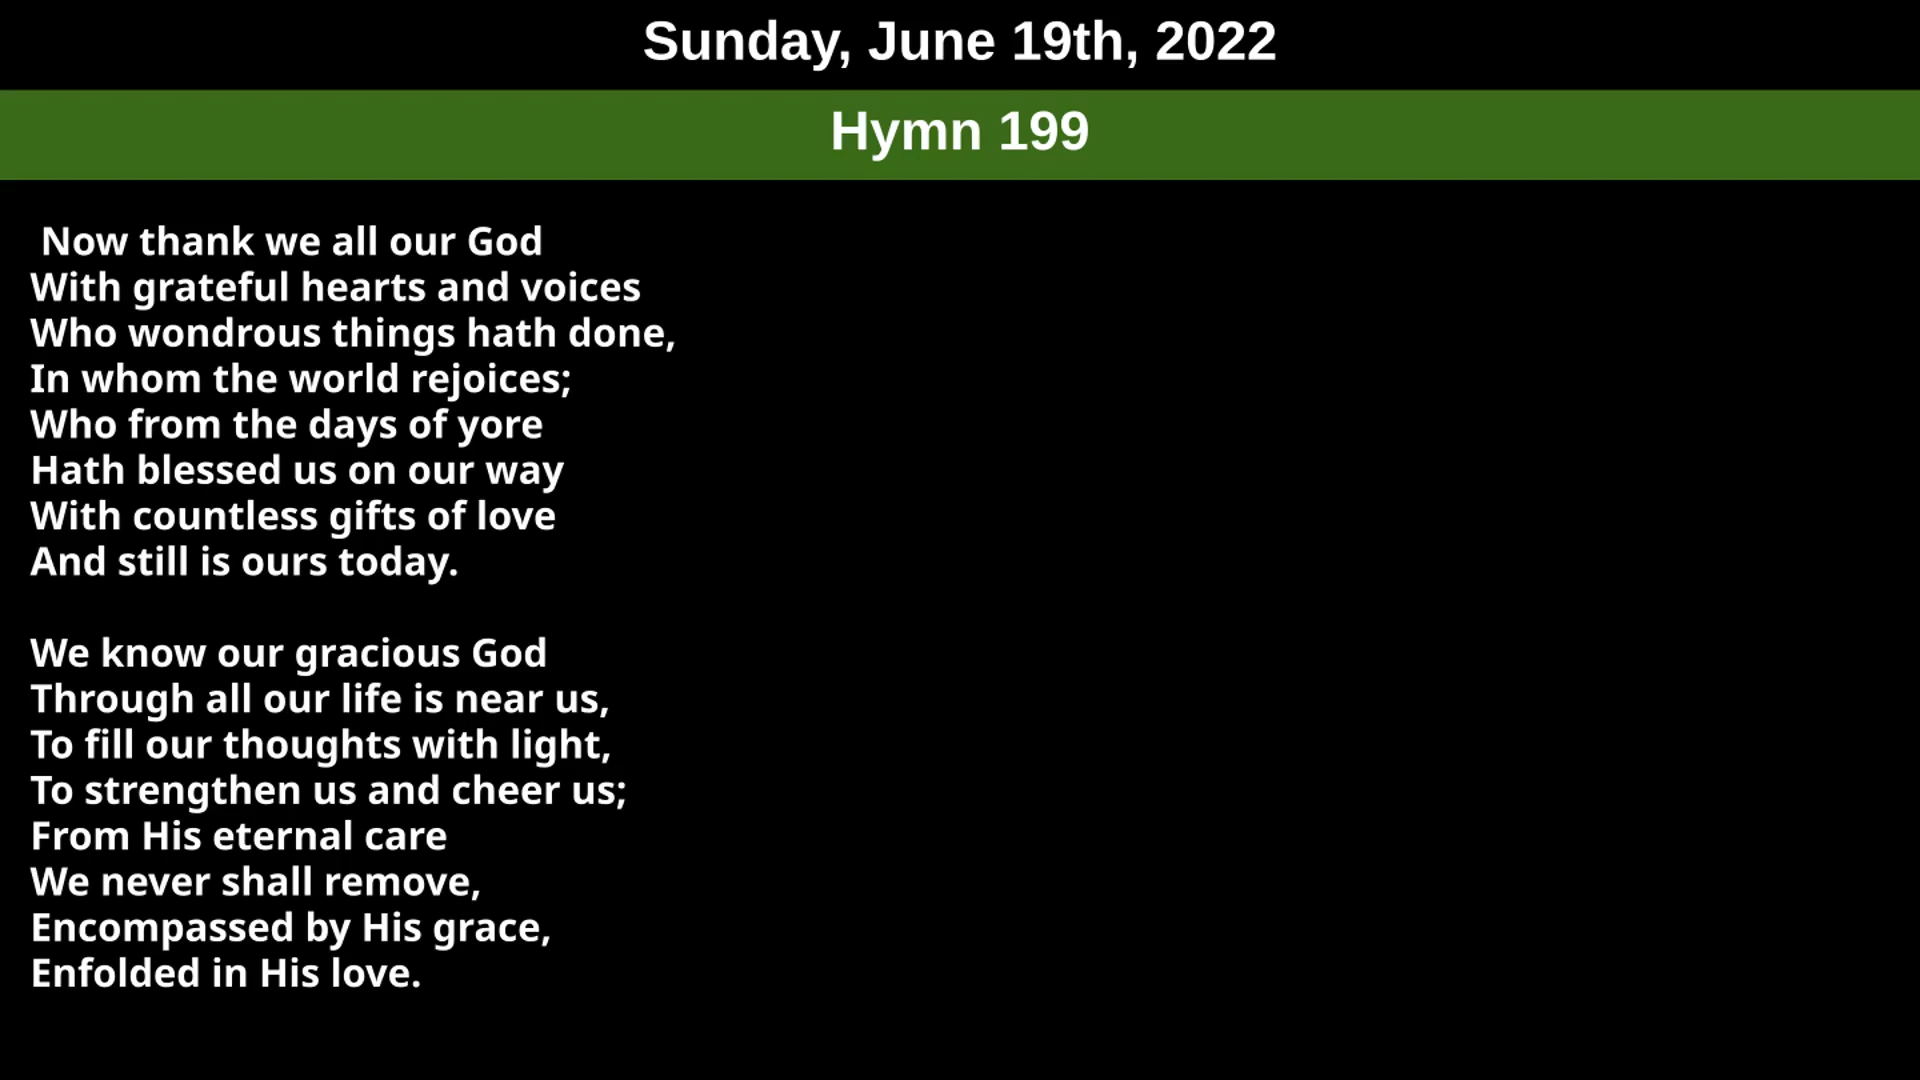 Sunday, June 19th, 2022
Hymn 199
Now thank we all our God
With grateful hearts and voices
Who wondrous things hath done,
In whom the world rejoices;
Who from the days of yore
Hath blessed us on our way
With countless gifts of love
And still is ours today.
We know our gracious God
Through all our life is near us,
To fill our thoughts with light,
To strengthen us and cheer us;
From His eternal care
We never shall remove,
Encompassed by His grace,
Enfolded in His love.